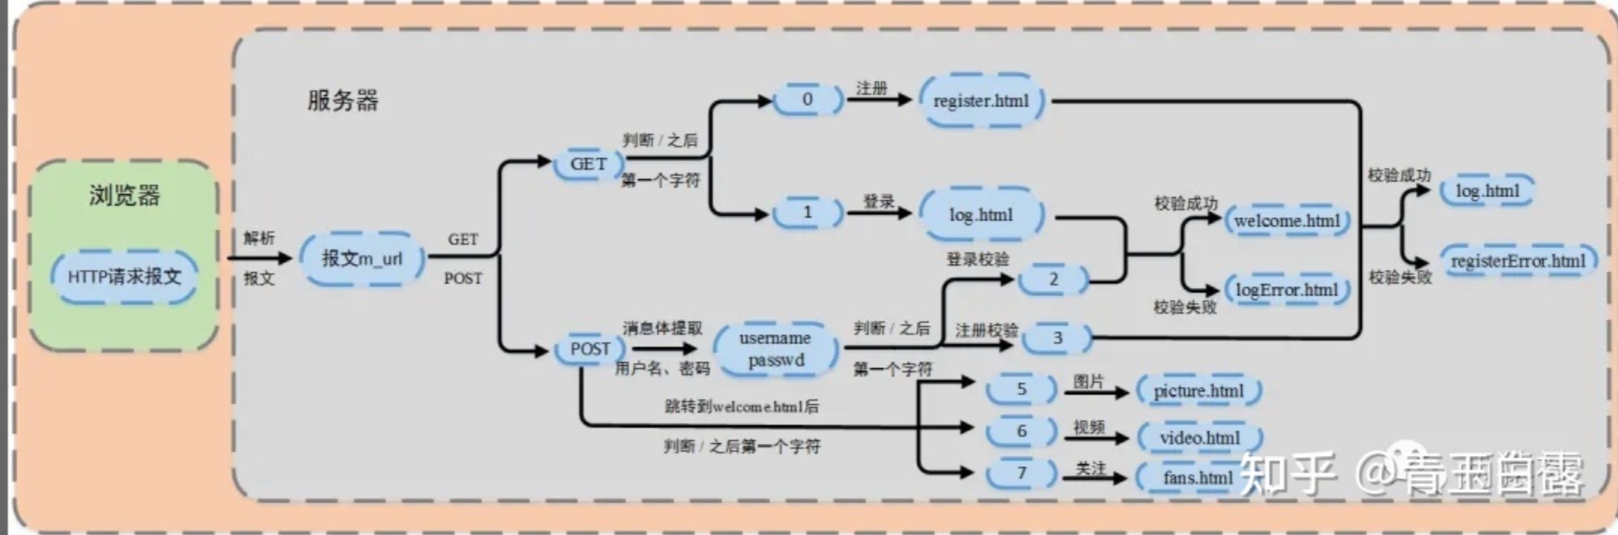 服务器
浏览器
HTTP请求报文
解析
报文
报文m_url
GET
POST
GET
判断 / 之后
第一个字符
0
注册
register.html
1
登录
log.html
校验成功
welcome.html
校验失败
logError.html
校验成功
log.html
校验失败
registerError.html
POST
消息体提取
用户名、密码
username
passwd
判断 / 之后
第一个字符
登录校验
2
注册校验
3
跳转到welcome.html后
判断 / 之后第一个字符
5
图片
picture.html
6
视频
video.html
7
关注
fans.html
知乎 @青玉白露